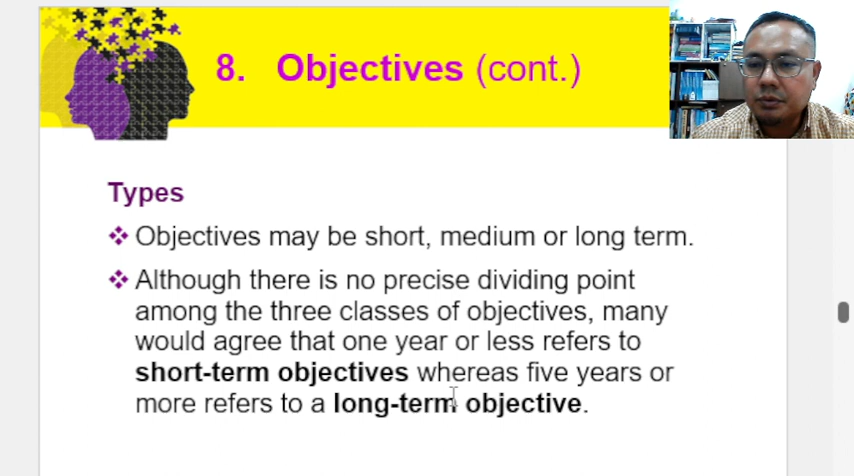 8. Objectives (cont.)
Types
❖ Objectives may be short, medium or long term.
❖ Although there is no precise dividing point
among the three classes of objectives, many
would agree that one year or less refers to
short-term objectives whereas five years or
more refers to a long-term objective.